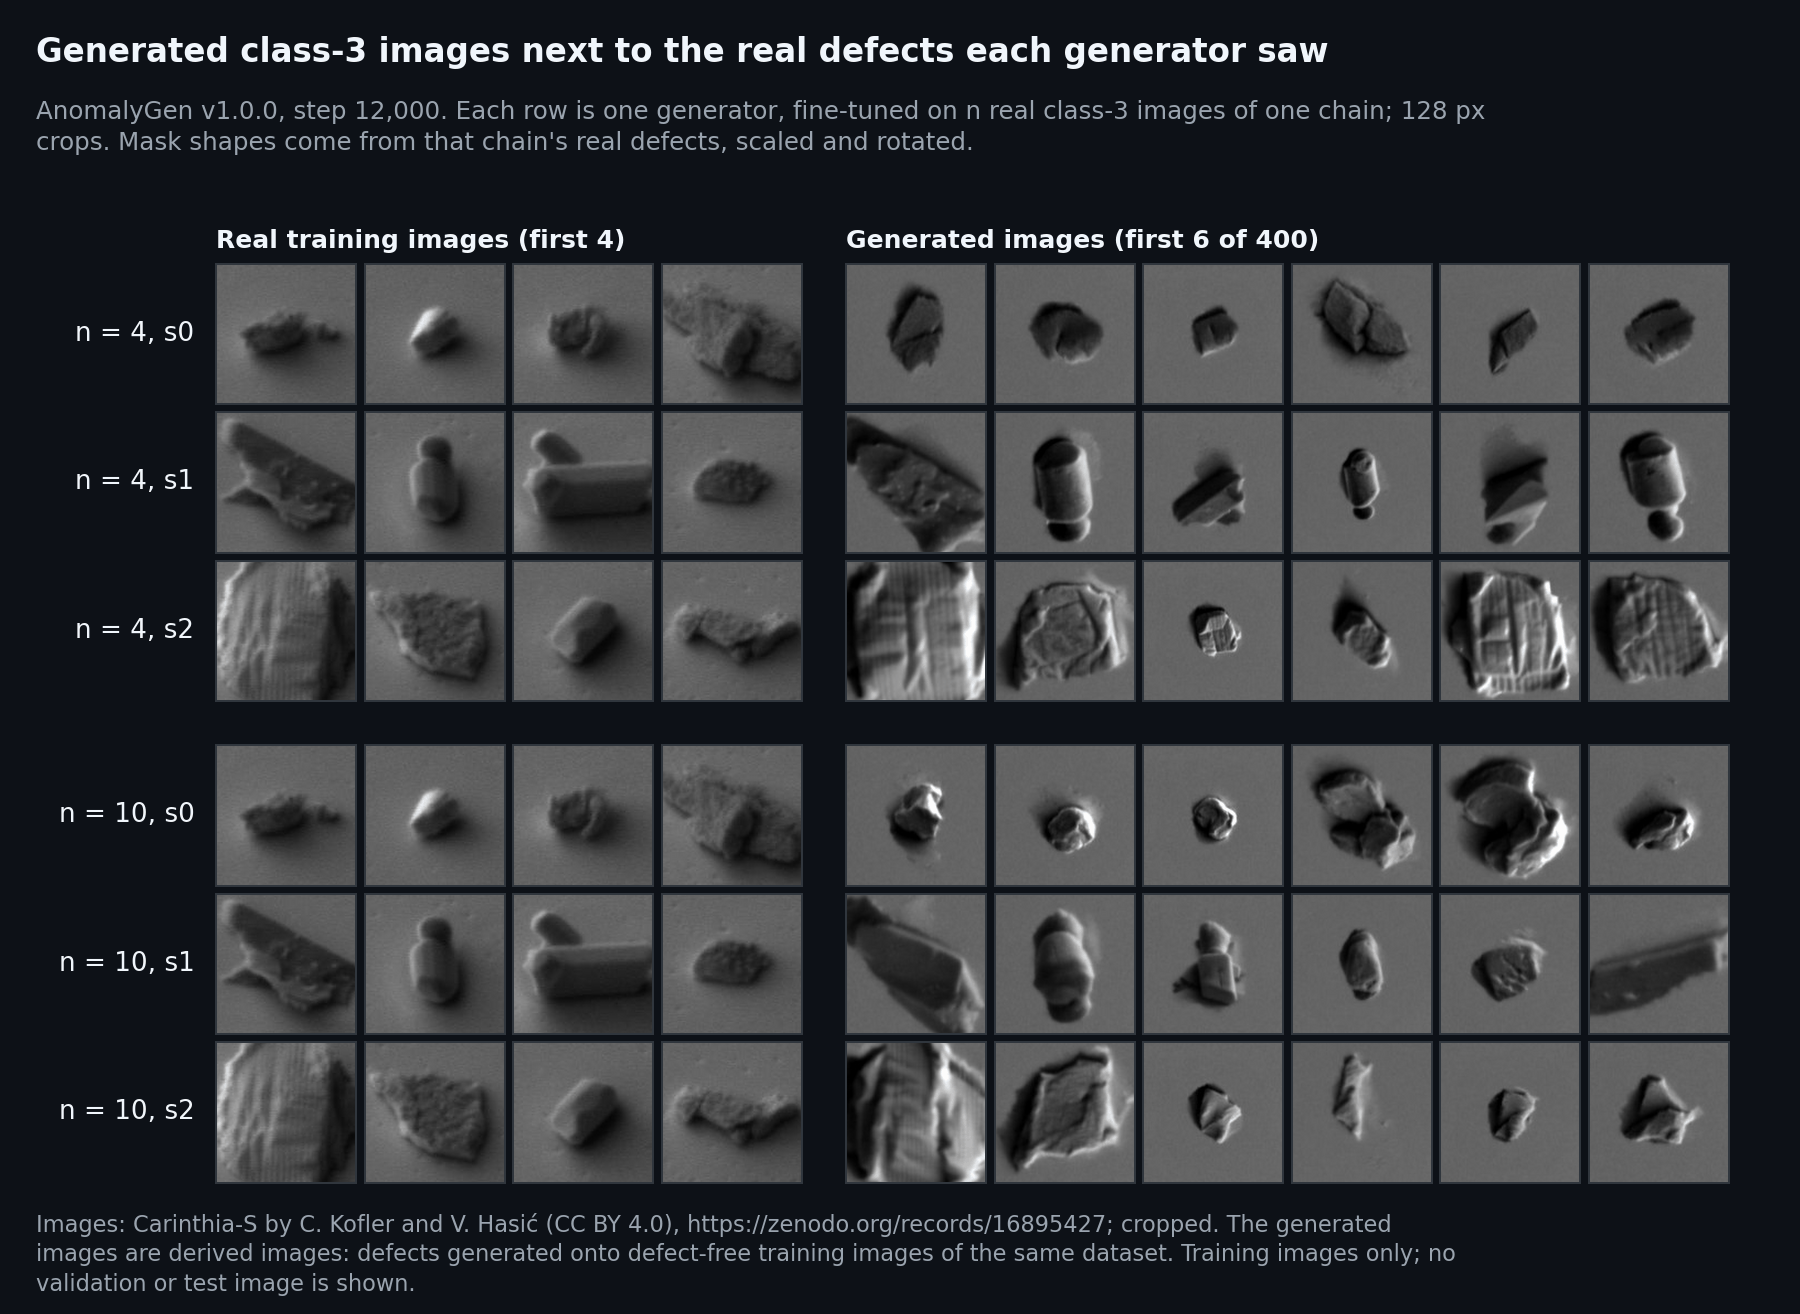 Generated class-3 images next to the real defects each generator saw
AnomalyGen v1.0.0, step 12,000. Each row is one generator, fine-tuned on n real class-3 images of one chain; 128 px
crops. Mask shapes come from that chain's real defects, scaled and rotated.
Real training images (first 4)
Generated images (first 6 of 400)
n = 4, s0
n = 4, s1
n = 4, s2
n = 10, s0
n = 10, s1
n = 10, s2
Images: Carinthia-S by C. Kofler and V. Hasić (CC BY 4.0), https://zenodo.org/records/16895427; cropped. The generated
images are derived images: defects generated onto defect-free training images of the same dataset. Training images only; no
validation or test image is shown.